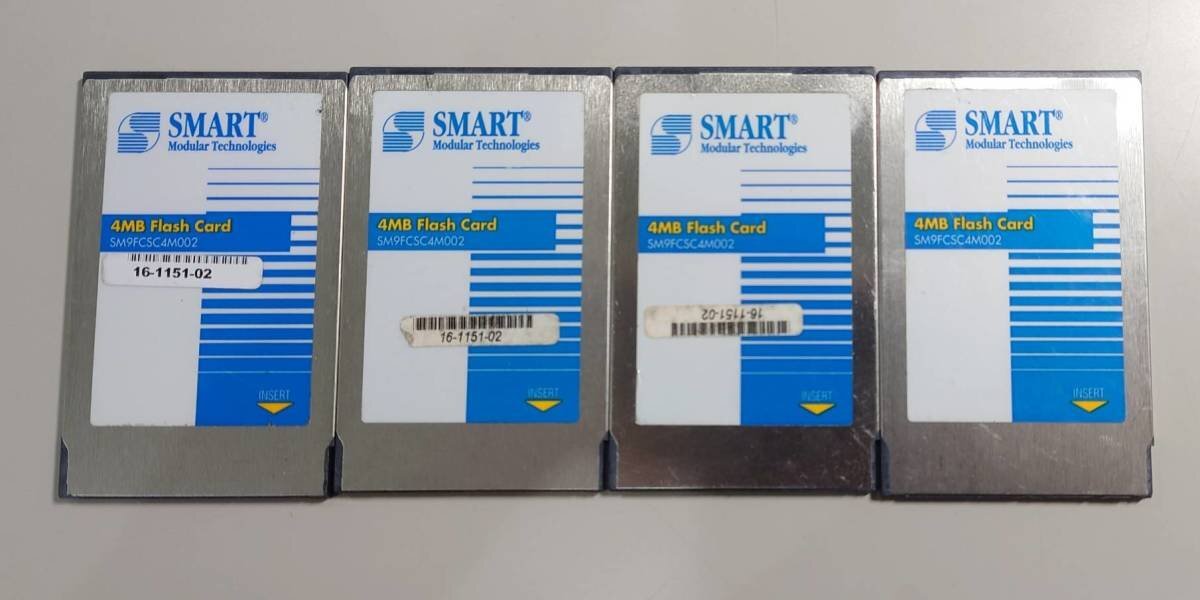 SMART®
Modular Technologies
4MB Flash Card
SM9FCSC4M002
16-1151-02
INSERT
SMART®
Modular Technologies
4MB Flash Card
SM9FCSC4M002
16-1151-02
INSERT
SMART®
Modular Technologies
4MB Flash Card
SM9FCSC4M002
16-1151-02
INSERT
SMART®
Modular Technologies
4MB Flash Card
SM9FCSC4M002
INSERT